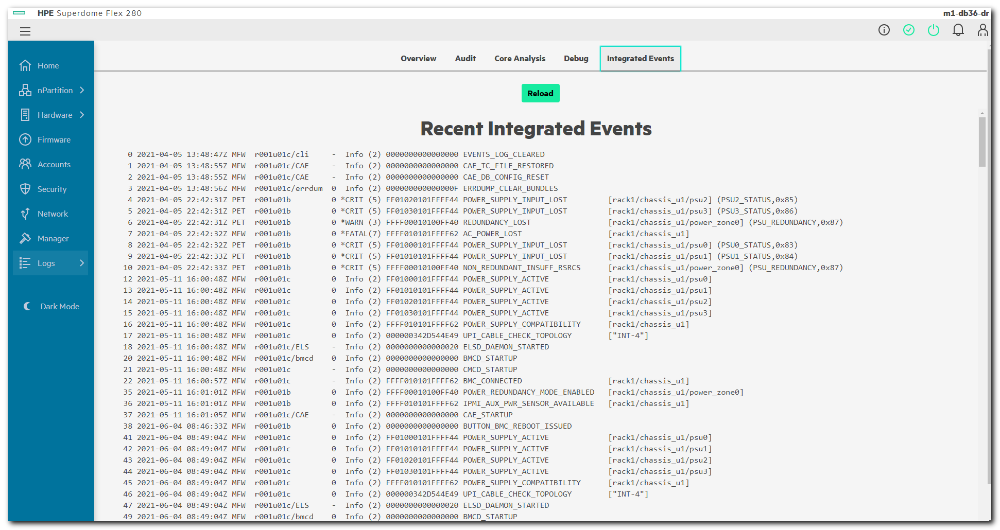 HPE Superdome Flex 280
m1-db36-dr
Home
nPartition
Hardware
Firmware
Accounts
Security
Network
Manager
Logs
Dark Mode
Overview Audit Core Analysis Debug Integrated Events
Reload
Recent Integrated Events
0 2021-04-05 13:48:47Z MFW r001u01c/cli - Info (2) 0000000000000000 EVENTS_LOG_CLEARED
1 2021-04-05 13:48:55Z MFW r001u01c/CAE - Info (2) 0000000000000000 CAE_TC_FILE_RESTORED
2 2021-04-05 13:48:55Z MFW r001u01c/CAE - Info (2) 0000000000000000 CAE_DB_CONFIG_RESET
3 2021-04-05 13:48:56Z MFW r001u01c/errdum 0 Info (2) 000000000000000F ERRDUMP_CLEAR_BUNDLES
4 2021-04-05 22:42:31Z PET r001u01b 0 *CRIT (5) FF01020101FFFF44 POWER_SUPPLY_INPUT_LOST [rack1/chassis_u1/psu2] (PSU2_STATUS,0x85)
5 2021-04-05 22:42:31Z PET r001u01b 0 *CRIT (5) FF01030101FFFF44 POWER_SUPPLY_INPUT_LOST [rack1/chassis_u1/psu3] (PSU3_STATUS,0x86)
6 2021-04-05 22:42:31Z PET r001u01b 0 *WARN (3) FFFF00010100FF40 REDUNDANCY_LOST [rack1/chassis_u1/power_zone0] (PSU_REDUNDANCY,0x87)
7 2021-04-05 22:42:32Z MFW r001u01b 0 *FATAL(7) FFFF010101FFFF62 AC_POWER_LOST [rack1/chassis_u1]
8 2021-04-05 22:42:32Z PET r001u01b 0 *CRIT (5) FF01000101FFFF44 POWER_SUPPLY_INPUT_LOST [rack1/chassis_u1/psu0] (PSU0_STATUS,0x83)
9 2021-04-05 22:42:33Z PET r001u01b 0 *CRIT (5) FF01010101FFFF44 POWER_SUPPLY_INPUT_LOST [rack1/chassis_u1/psu1] (PSU1_STATUS,0x84)
10 2021-04-05 22:42:33Z PET r001u01b 0 *CRIT (5) FFFF00010100FF40 NON_REDUNDANT_INSUFF_RSRCS [rack1/chassis_u1/power_zone0] (PSU_REDUNDANCY,0x87)
12 2021-05-11 16:00:48Z MFW r001u01c 0 Info (2) FF01000101FFFF44 POWER_SUPPLY_ACTIVE [rack1/chassis_u1/psu0]
13 2021-05-11 16:00:48Z MFW r001u01c 0 Info (2) FF01010101FFFF44 POWER_SUPPLY_ACTIVE [rack1/chassis_u1/psu1]
14 2021-05-11 16:00:48Z MFW r001u01c 0 Info (2) FF01020101FFFF44 POWER_SUPPLY_ACTIVE [rack1/chassis_u1/psu2]
15 2021-05-11 16:00:48Z MFW r001u01c 0 Info (2) FF01030101FFFF44 POWER_SUPPLY_ACTIVE [rack1/chassis_u1/psu3]
16 2021-05-11 16:00:48Z MFW r001u01c 0 Info (2) FFFF010101FFFF62 POWER_SUPPLY_COMPATIBILITY [rack1/chassis_u1]
17 2021-05-11 16:00:48Z MFW r001u01c 0 Info (2) 000000342D544E49 UPI_CABLE_CHECK_TOPOLOGY ["INT-4"]
18 2021-05-11 16:00:48Z MFW r001u01c/ELS - Info (2) 0000000000000020 ELSD_DAEMON_STARTED
20 2021-05-11 16:00:48Z MFW r001u01c/bmcd 0 Info (2) 0000000000000000 BMCD_STARTUP
21 2021-05-11 16:00:48Z MFW r001u01c - Info (2) 0000000000000000 CMCD_STARTUP
22 2021-05-11 16:00:57Z MFW r001u01c - Info (2) FFFF010101FFFF62 BMC_CONNECTED [rack1/chassis_u1]
35 2021-05-11 16:01:01Z MFW r001u01b 0 Info (2) FFFF00010100FF40 POWER_REDUNDANCY_MODE_ENABLED [rack1/chassis_u1/power_zone0]
36 2021-05-11 16:01:01Z MFW r001u01b 0 Info (2) FFFF010101FFFF62 IPMI_AUX_PWR_SENSOR_AVAILABLE [rack1/chassis_u1]
37 2021-05-11 16:01:05Z MFW r001u01c/CAE - Info (2) 0000000000000000 CAE_STARTUP
38 2021-06-04 08:46:33Z MFW r001u01b 0 Info (2) 0000000000000000 BUTTON_BMC_REBOOT_ISSUED
41 2021-06-04 08:49:04Z MFW r001u01c 0 Info (2) FF01000101FFFF44 POWER_SUPPLY_ACTIVE [rack1/chassis_u1/psu0]
42 2021-06-04 08:49:04Z MFW r001u01c 0 Info (2) FF01010101FFFF44 POWER_SUPPLY_ACTIVE [rack1/chassis_u1/psu1]
43 2021-06-04 08:49:04Z MFW r001u01c 0 Info (2) FF01020101FFFF44 POWER_SUPPLY_ACTIVE [rack1/chassis_u1/psu2]
44 2021-06-04 08:49:04Z MFW r001u01c 0 Info (2) FF01030101FFFF44 POWER_SUPPLY_ACTIVE [rack1/chassis_u1/psu3]
45 2021-06-04 08:49:04Z MFW r001u01c 0 Info (2) FFFF010101FFFF62 POWER_SUPPLY_COMPATIBILITY [rack1/chassis_u1]
46 2021-06-04 08:49:04Z MFW r001u01c 0 Info (2) 000000342D544E49 UPI_CABLE_CHECK_TOPOLOGY ["INT-4"]
47 2021-06-04 08:49:04Z MFW r001u01c/ELS - Info (2) 0000000000000020 ELSD_DAEMON_STARTED
49 2021-06-04 08:49:04Z MFW r001u01c/bmcd 0 Info (2) 0000000000000000 BMCD_STARTUP